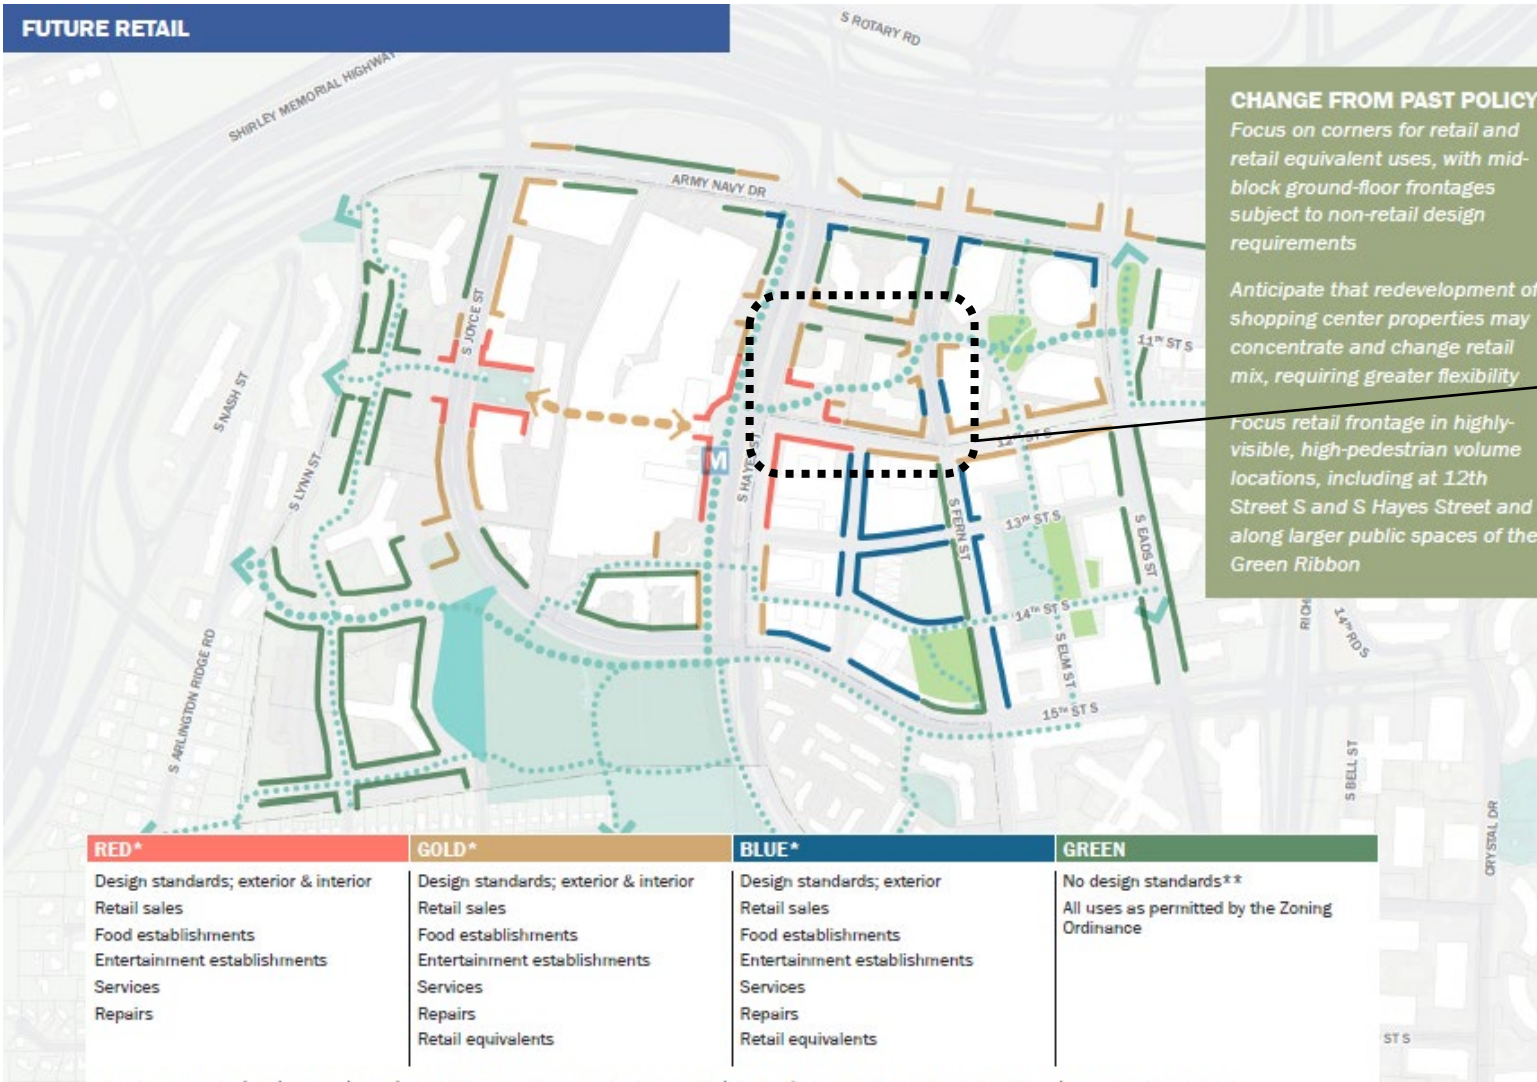 FUTURE RETAIL
S ROTARY RD
SHIRLEY MEMORIAL HIGHWAY
ARMY NAVY DR
S JOYCE ST
S NASH ST
S LYNN ST
S HAYES ST
M
11TH ST S
12TH ST S
13TH ST S
14TH ST S
15TH ST S
S FERN ST
S EADS ST
S ELM ST
S ARLINGTON RIDGE RD
RICH
14TH RD S
S BELL ST
CRYSTAL DR
ST S
CHANGE FROM PAST POLICY
Focus on corners for retail and
retail equivalent uses, with mid-
block ground-floor frontages
subject to non-retail design
requirements
Anticipate that redevelopment of
shopping center properties may
concentrate and change retail
mix, requiring greater flexibility
Focus retail frontage in highly-
visible, high-pedestrian volume
locations, including at 12th
Street S and S Hayes Street and
along larger public spaces of the
Green Ribbon
RED*
Design standards; exterior & interior
Retail sales
Food establishments
Entertainment establishments
Services
Repairs
GOLD*
Design standards; exterior & interior
Retail sales
Food establishments
Entertainment establishments
Services
Repairs
Retail equivalents
BLUE*
Design standards; exterior
Retail sales
Food establishments
Entertainment establishments
Services
Repairs
Retail equivalents
GREEN
No design standards**
All uses as permitted by the Zoning
Ordinance